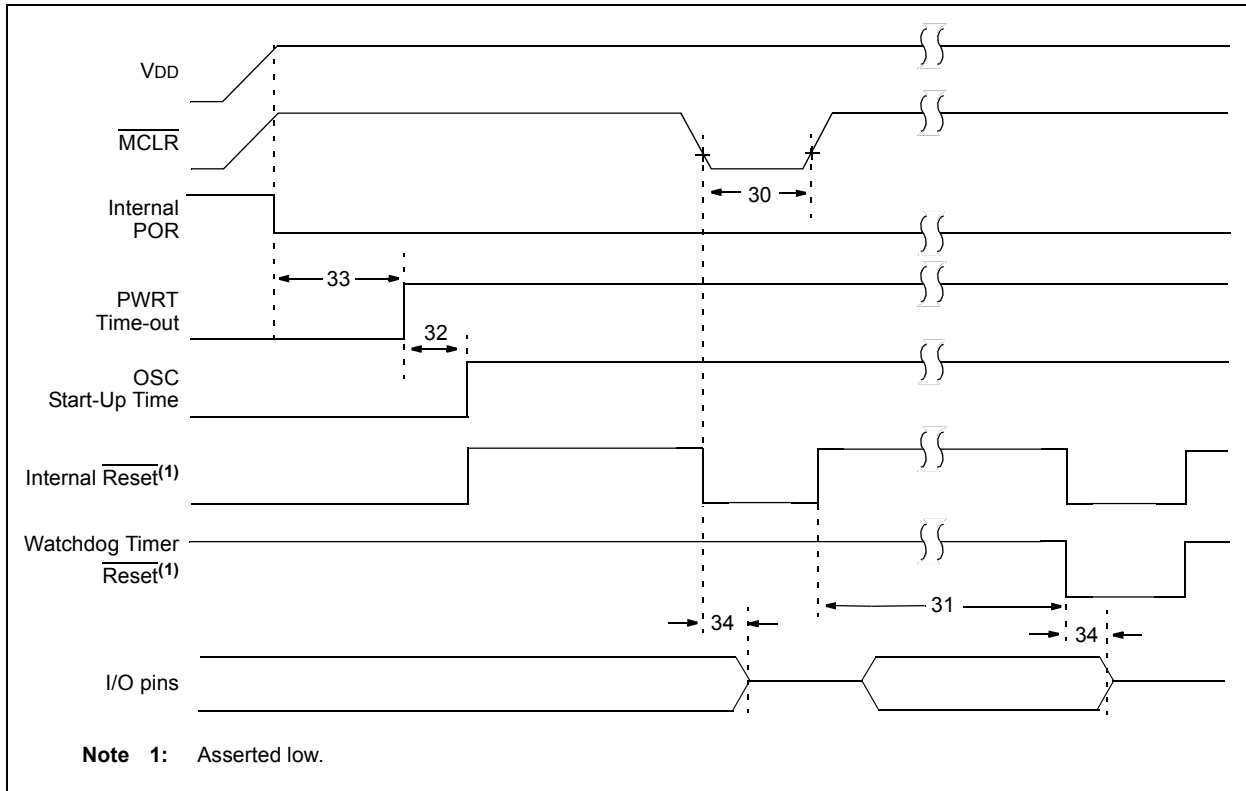 VDD
MCLR
30
Internal
POR
33
PWRT
Time-out
32
OSC
Start-Up Time
Internal Reset(1)
Watchdog Timer
Reset(1)
31
34
34
I/O pins
Note 1: Asserted low.